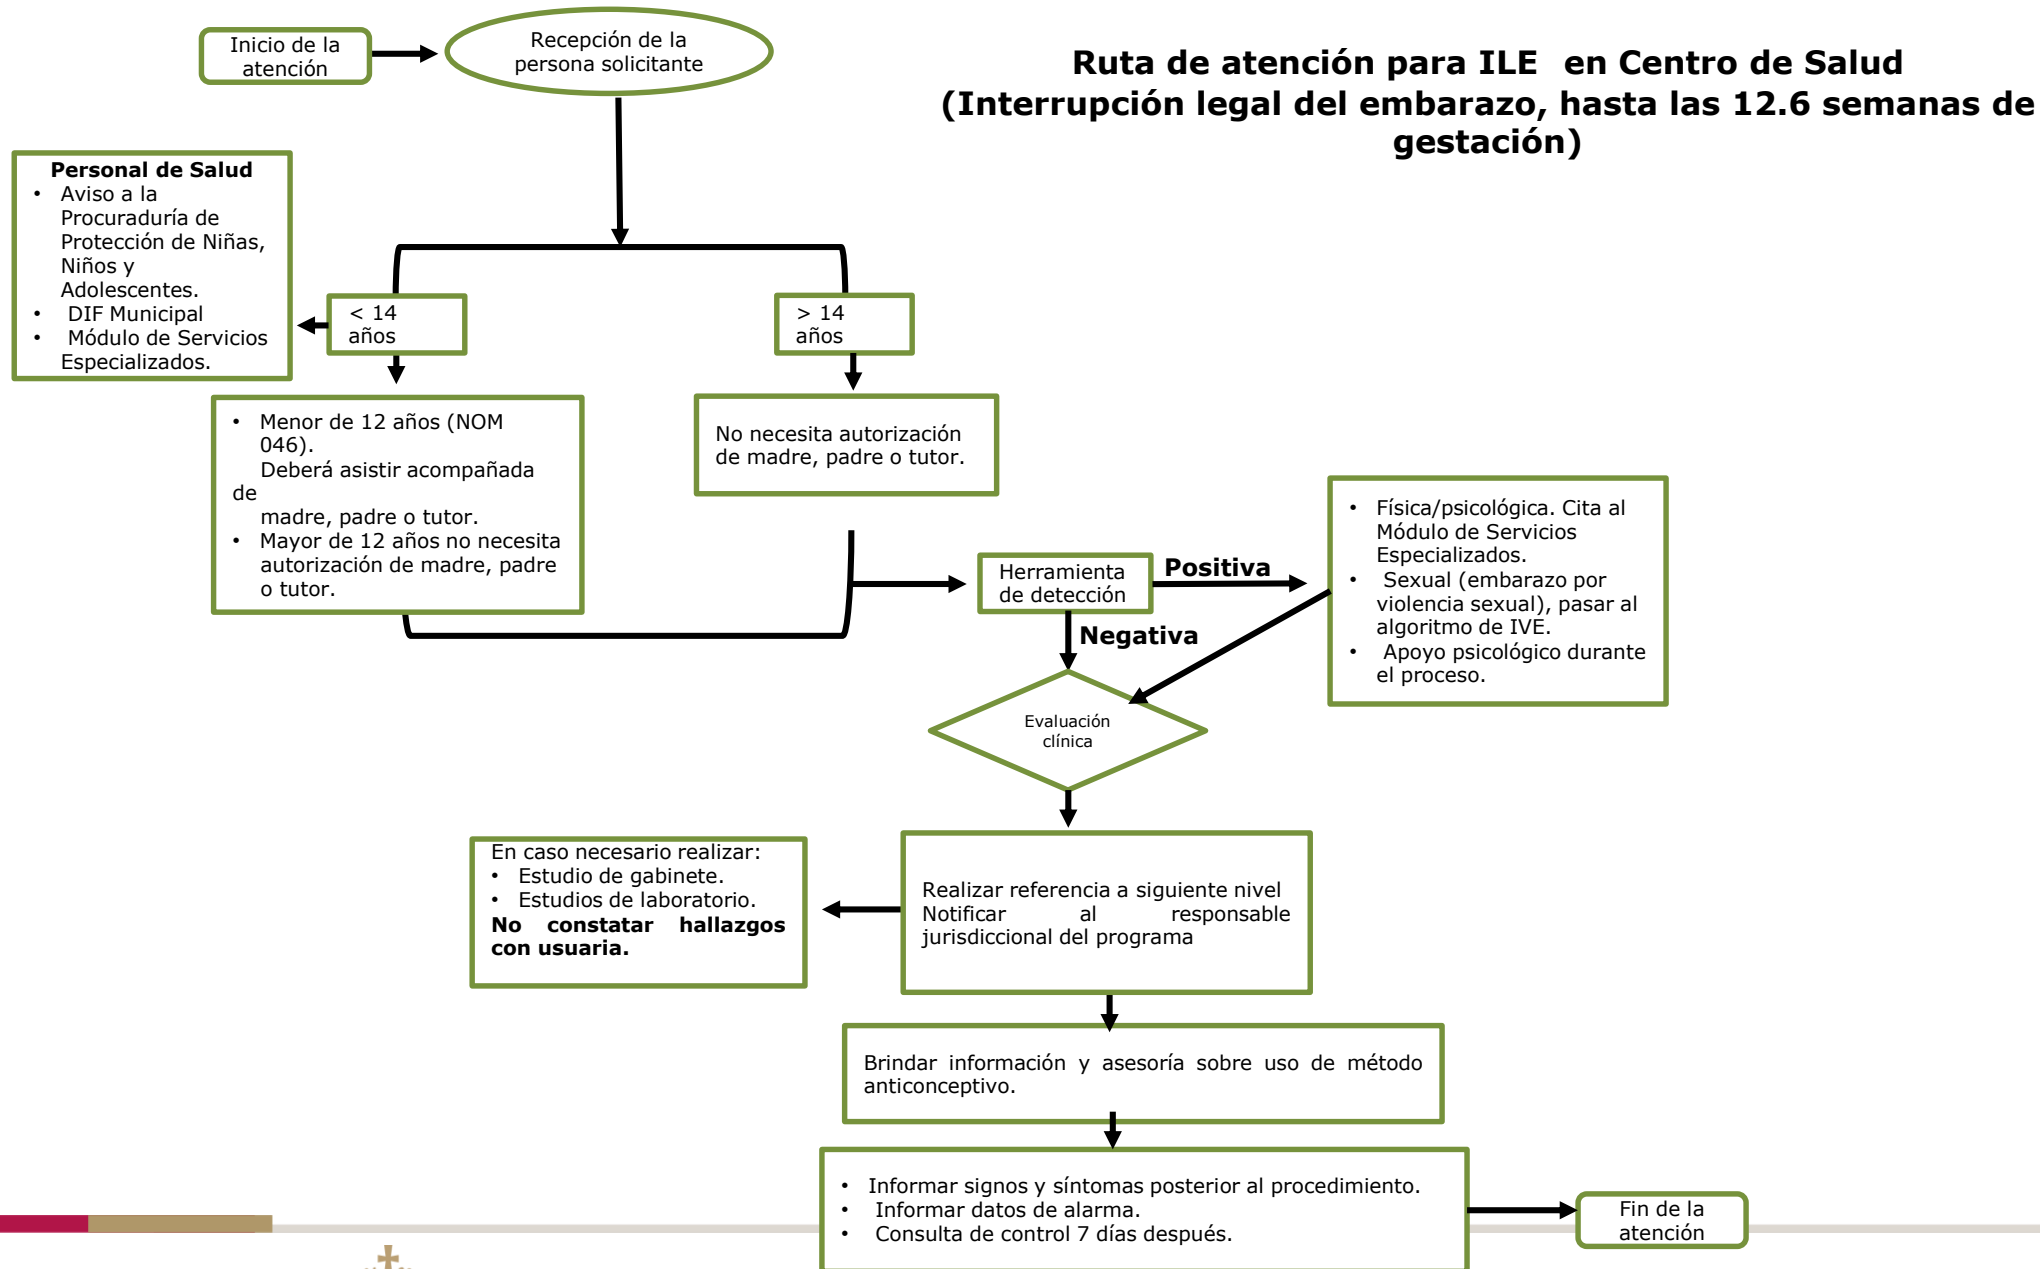 Inicio de la
atención
Recepción de la
persona solicitante
Ruta de atención para ILE en Centro de Salud
(Interrupción legal del embarazo, hasta las 12.6 semanas de
gestación)
Personal de Salud
• Aviso a la
Procuraduría de
Protección de Niñas,
Niños y
Adolescentes.
• DIF Municipal
• Módulo de Servicios
Especializados.
< 14
años
> 14
años
• Menor de 12 años (NOM
046).
Deberá asistir acompañada
de
madre, padre o tutor.
• Mayor de 12 años no necesita
autorización de madre, padre
o tutor.
No necesita autorización
de madre, padre o tutor.
Herramienta
de detección
Positiva
Negativa
• Física/psicológica. Cita al
Módulo de Servicios
Especializados.
• Sexual (embarazo por
violencia sexual), pasar al
algoritmo de IVE.
• Apoyo psicológico durante
el proceso.
Evaluación
clínica
En caso necesario realizar:
• Estudio de gabinete.
• Estudios de laboratorio.
No constatar hallazgos
con usuaria.
Realizar referencia a siguiente nivel
Notificar al responsable
jurisdiccional del programa
Brindar información y asesoría sobre uso de método
anticonceptivo.
• Informar signos y síntomas posterior al procedimiento.
• Informar datos de alarma.
• Consulta de control 7 días después.
Fin de la
atención